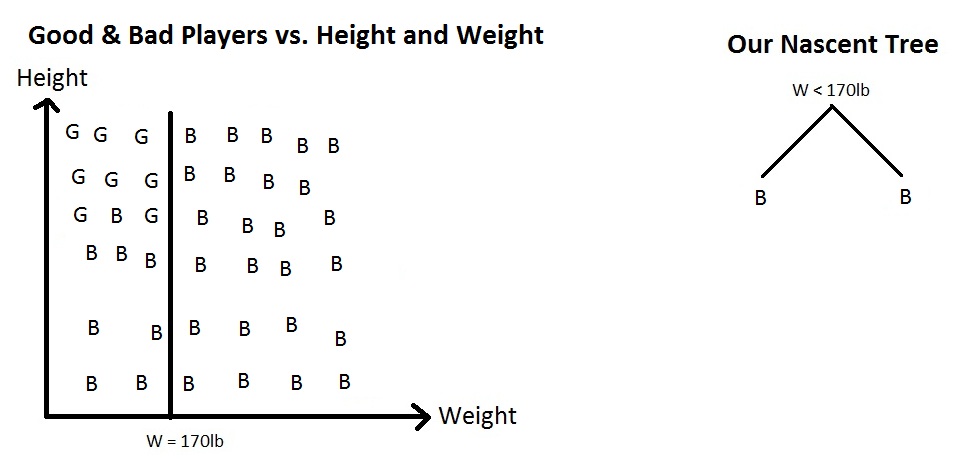 Good & Bad Players vs. Height and Weight
Height
G G G B B B B B
G G G B B B B
G B G B B B B
B B B B B B B
B B B B B B
B B B B B B
Weight
W = 170lb
Our Nascent Tree
W < 170lb
B B